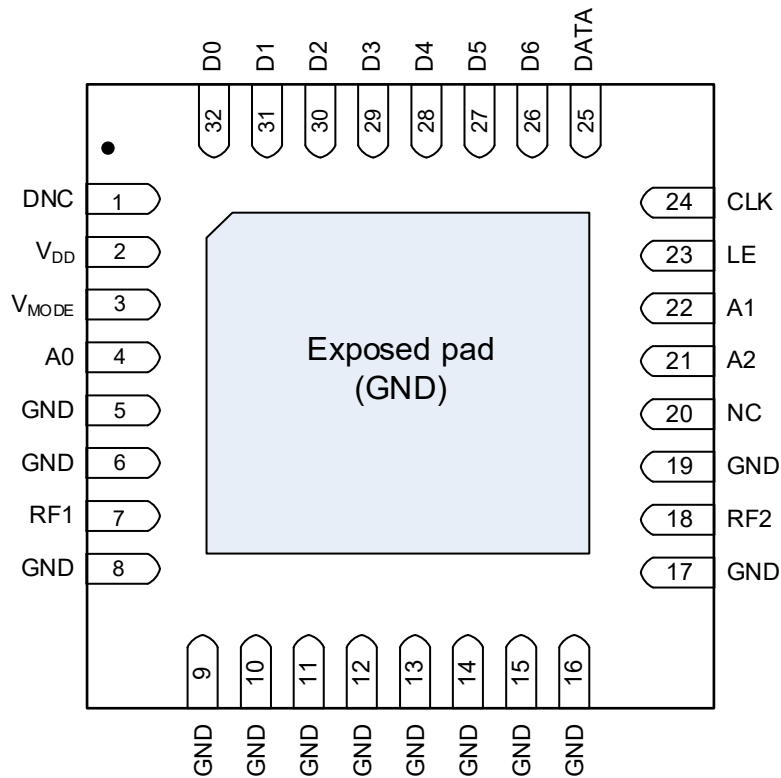 D0 D1 D2 D3 D4 D5 D6 DATA
32 31 30 29 28 27 26 25
DNC 1 24 CLK
VDD 2 23 LE
VMODE 3 22 A1
A0 4 21 A2
GND 5 20 NC
GND 6 19 GND
RF1 7 18 RF2
GND 8 17 GND
Exposed pad
(GND)
9 10 11 12 13 14 15 16
GND GND GND GND GND GND GND GND